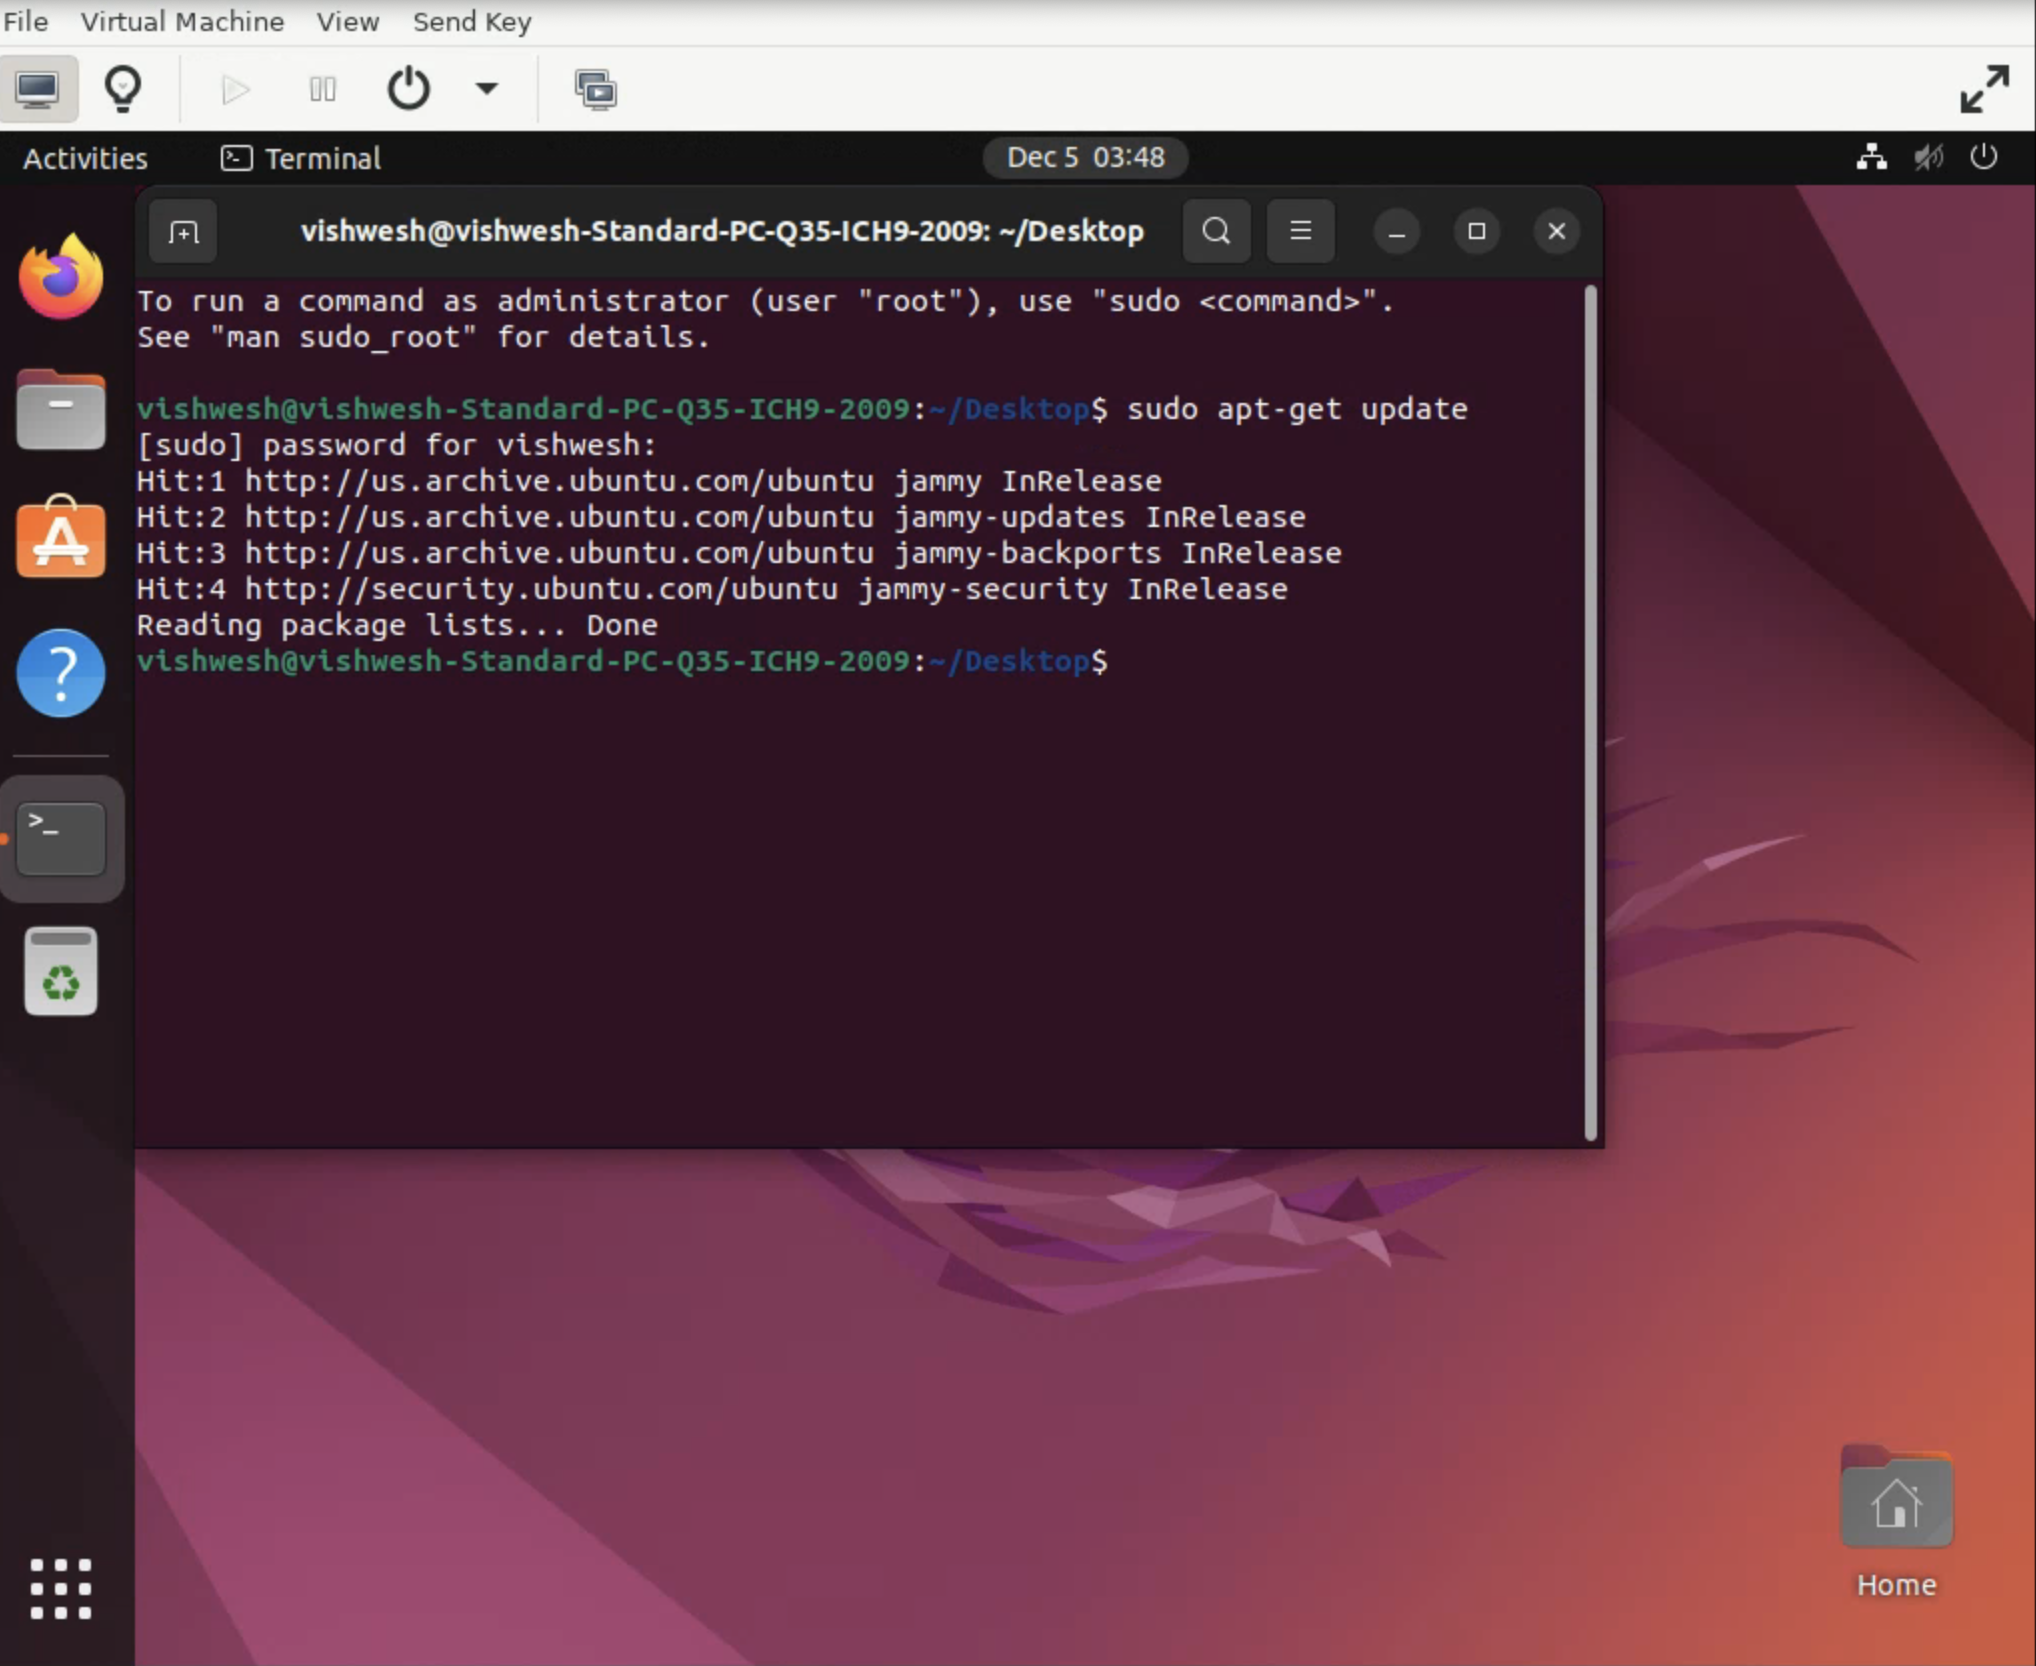 File Virtual Machine View Send Key
Activities Terminal Dec 5 03:48
vishwesh@vishwesh-Standard-PC-Q35-ICH9-2009: ~/Desktop
To run a command as administrator (user "root"), use "sudo <command>".
See "man sudo_root" for details.
vishwesh@vishwesh-Standard-PC-Q35-ICH9-2009:~/Desktop$ sudo apt-get update
[sudo] password for vishwesh:
Hit:1 http://us.archive.ubuntu.com/ubuntu jammy InRelease
Hit:2 http://us.archive.ubuntu.com/ubuntu jammy-updates InRelease
Hit:3 http://us.archive.ubuntu.com/ubuntu jammy-backports InRelease
Hit:4 http://security.ubuntu.com/ubuntu jammy-security InRelease
Reading package lists... Done
vishwesh@vishwesh-Standard-PC-Q35-ICH9-2009:~/Desktop$
Home